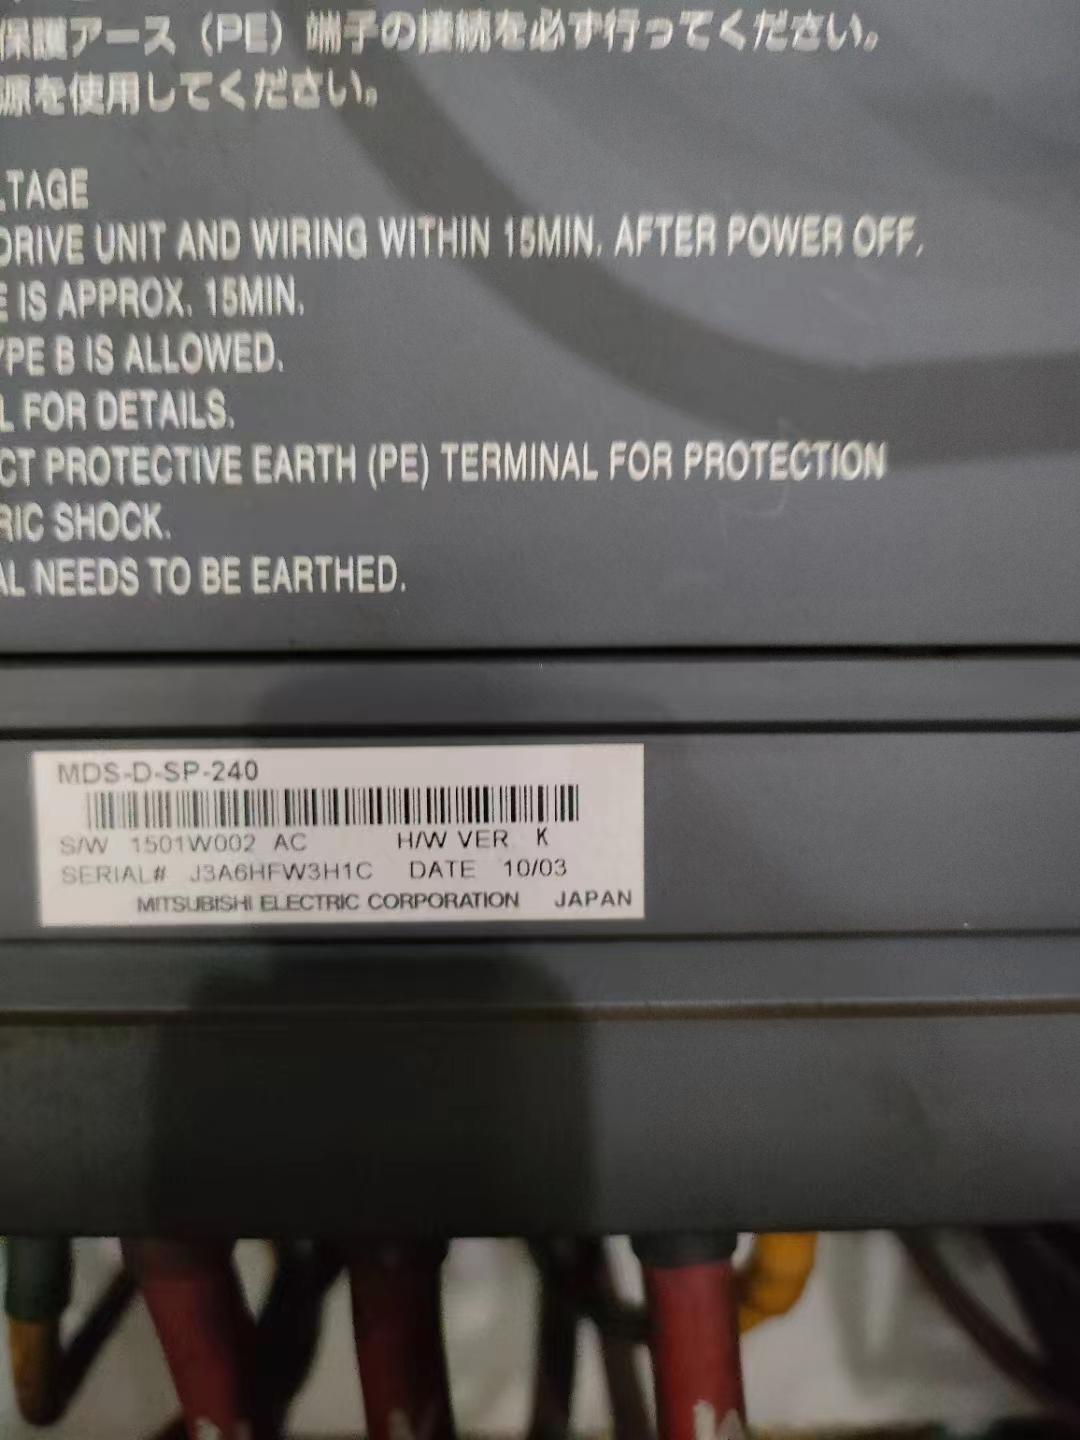 保護アース（PE）端子の接続を必ず行ってください。
源を使用してください。
LTAGE
DRIVE UNIT AND WIRING WITHIN 15MIN. AFTER POWER OFF.
E IS APPROX. 15MIN.
YPE B IS ALLOWED.
L FOR DETAILS.
CT PROTECTIVE EARTH (PE) TERMINAL FOR PROTECTION
RIC SHOCK.
AL NEEDS TO BE EARTHED.
MDS-D-SP-240
S/W 1501W002 AC H/W VER K
SERIAL# J3A6HFW3H1C DATE 10/03
MITSUBISHI ELECTRIC CORPORATION JAPAN